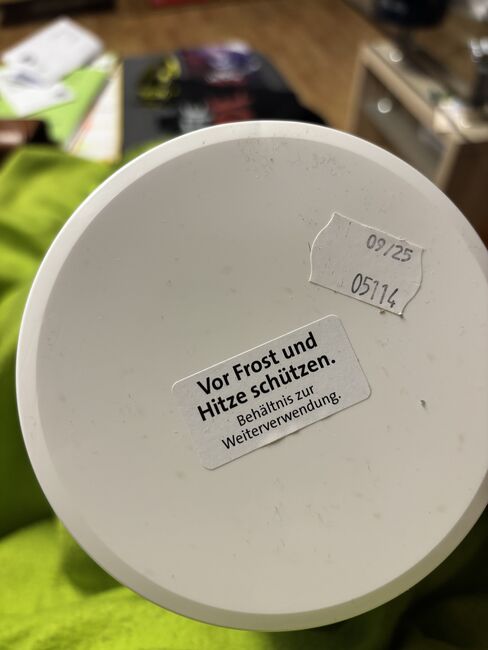 09/25
05114
Vor Frost und
Hitze schützen.
Behältnis zur
Weiterverwendung.